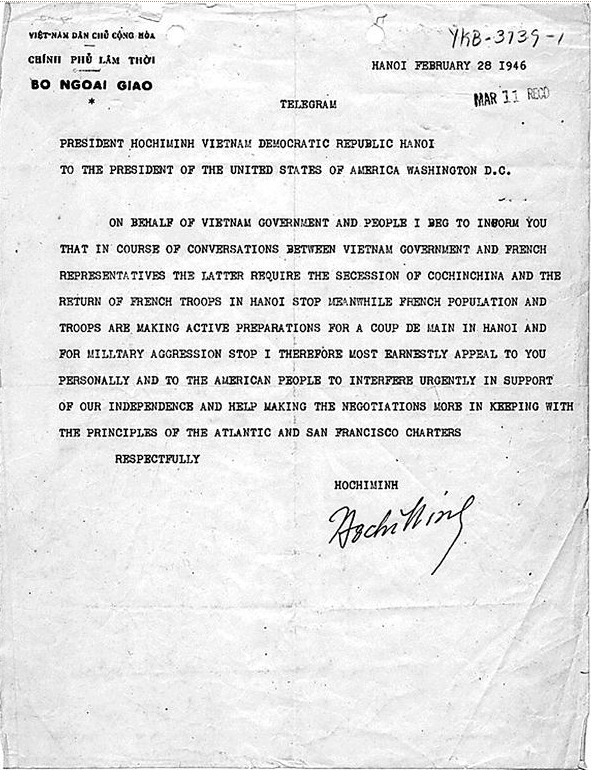 VIỆT-NAM DÂN CHỦ CỘNG HÒA
CHÍNH PHỦ LÂM THỜI
BO NGOAI GIAO
*
YKB-3739-1
HANOI FEBRUARY 28 1946
MAR 11 RECD
TELEGRAM
PRESIDENT HOCHIMINH VIETNAM DEMOCRATIC REPUBLIC HANOI
TO THE PRESIDENT OF THE UNITED STATES OF AMERICA WASHINGTON D.C.
ON BEHALF OF VIETNAM GOVERNMENT AND PEOPLE I BEG TO INFORM YOU
THAT IN COURSE OF CONVERSATIONS BETWEEN VIETNAM GOVERNMENT AND FRENCH
REPRESENTATIVES THE LATTER REQUIRE THE SECESSION OF COCHINCHINA AND THE
RETURN OF FRENCH TROOPS IN HANOI STOP MEANWHILE FRENCH POPULATION AND
TROOPS ARE MAKING ACTIVE PREPARATIONS FOR A COUP DE MAIN IN HANOI AND
FOR MILITARY AGGRESSION STOP I THEREFORE MOST EARNESTLY APPEAL TO YOU
PERSONALLY AND TO THE AMERICAN PEOPLE TO INTERFERE URGENTLY IN SUPPORT
OF OUR INDEPENDENCE AND HELP MAKING THE NEGOTIATIONS MORE IN KEEPING WITH
THE PRINCIPLES OF THE ATLANTIC AND SAN FRANCISCO CHARTERS
RESPECTFULLY
HOCHIMINH
Hochiminh